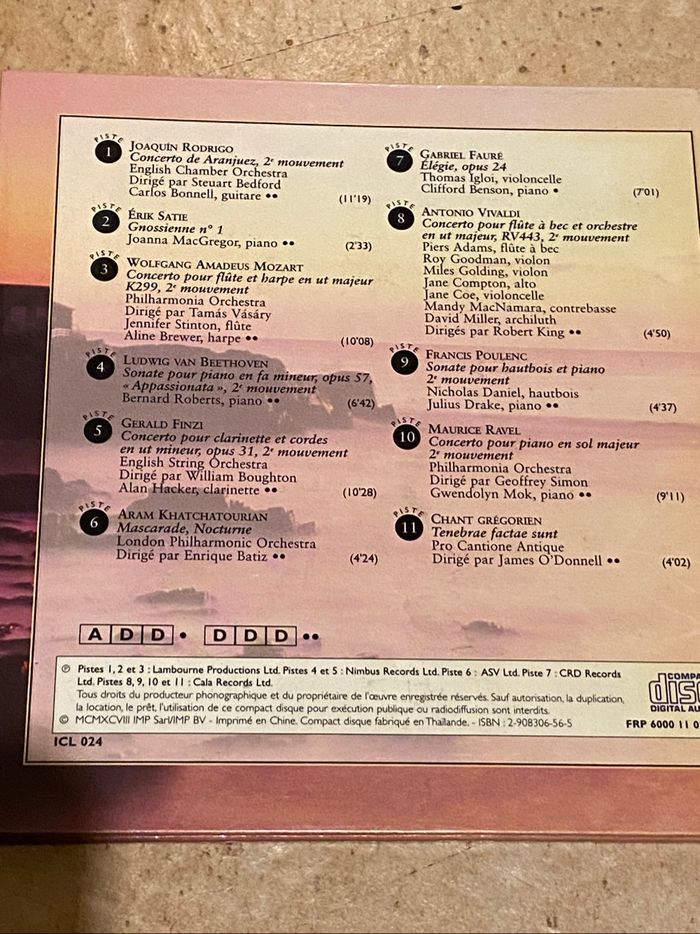 PISTE
1
JOAQUÍN RODRIGO
Concerto de Aranjuez, 2e mouvement
English Chamber Orchestra
Dirigé par Steuart Bedford
Carlos Bonnell, guitare •• (11'19)
PISTE
2
ÉRIK SATIE
Gnossienne n° 1
Joanna MacGregor, piano •• (2'33)
PISTE
3
WOLFGANG AMADEUS MOZART
Concerto pour flûte et harpe en ut majeur
K299, 2e mouvement
Philharmonia Orchestra
Dirigé par Tamás Vásáry
Jennifer Stinton, flûte
Aline Brewer, harpe •• (10'08)
PISTE
4
LUDWIG VAN BEETHOVEN
Sonate pour piano en fa mineur, opus 57,
« Appassionata », 2e mouvement
Bernard Roberts, piano •• (6'42)
PISTE
5
GERALD FINZI
Concerto pour clarinette et cordes
en ut mineur, opus 31, 2e mouvement
English String Orchestra
Dirigé par William Boughton
Alan Hacker, clarinette •• (10'28)
PISTE
6
ARAM KHATCHATOURIAN
Mascarade, Nocturne
London Philharmonic Orchestra
Dirigé par Enrique Batiz •• (4'24)
PISTE
7
GABRIEL FAURÉ
Élégie, opus 24
Thomas Igloi, violoncelle
Clifford Benson, piano • (7'01)
PISTE
8
ANTONIO VIVALDI
Concerto pour flûte à bec et orchestre
en ut majeur, RV443, 2e mouvement
Piers Adams, flûte à bec
Roy Goodman, violon
Miles Golding, violon
Jane Compton, alto
Jane Coe, violoncelle
Mandy MacNamara, contrebasse
David Miller, archiluth
Dirigés par Robert King •• (4'50)
PISTE
9
FRANCIS POULENC
Sonate pour hautbois et piano
2e mouvement
Nicholas Daniel, hautbois
Julius Drake, piano •• (4'37)
PISTE
10
MAURICE RAVEL
Concerto pour piano en sol majeur
2e mouvement
Philharmonia Orchestra
Dirigé par Geoffrey Simon
Gwendolyn Mok, piano •• (9'11)
PISTE
11
CHANT GRÉGORIEN
Tenebrae factae sunt
Pro Cantione Antique
Dirigé par James O'Donnell •• (4'02)
A D D • D D D ••
℗ Pistes 1, 2 et 3 : Lambourne Productions Ltd. Pistes 4 et 5 : Nimbus Records Ltd. Piste 6 : ASV Ltd. Piste 7 : CRD Records
Ltd. Pistes 8, 9, 10 et 11 : Cala Records Ltd.
Tous droits du producteur phonographique et du propriétaire de l'œuvre enregistrée réservés. Sauf autorisation, la duplication,
la location, le prêt, l'utilisation de ce compact disque pour exécution publique ou radiodiffusion sont interdits.
© MCMXCVIII IMP Sarl/IMP BV - Imprimé en Chine. Compact disque fabriqué en Thaïlande. - ISBN : 2-908306-56-5
COMPA
disc
DIGITAL AU
FRP 6000 11 0
ICL 024